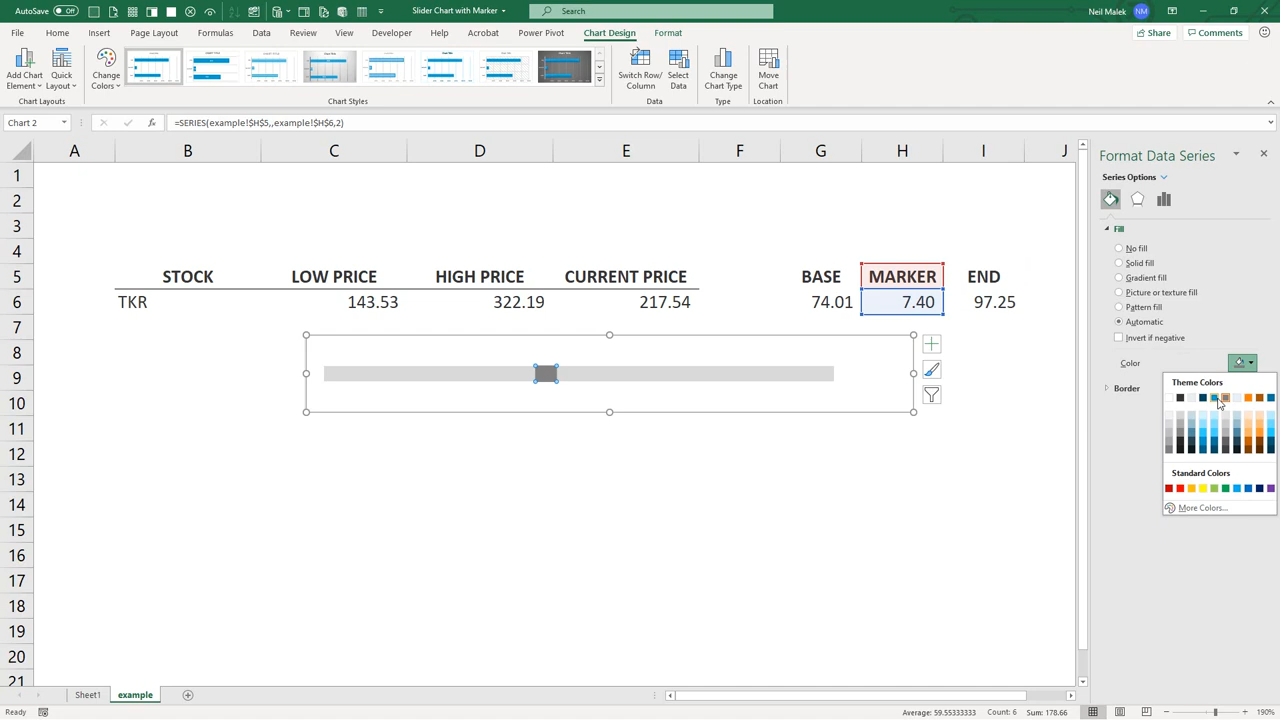 AutoSave Off
Slider Chart with Marker
Search
Neil Malek NM
File Home Insert Page Layout Formulas Data Review View Developer Help Acrobat Power Pivot Chart Design Format
Share Comments
Add Chart Element
Quick Layout
Change Colors
Switch Row/ Column
Select Data
Change Chart Type
Move Chart
Chart Layouts Chart Styles Data Type Location
Chart 2 fx =SERIES(example!$H$5,,example!$H$6,2)
A B C D E F G H I J
Format Data Series
Series Options
1
2
3
4
5 STOCK LOW PRICE HIGH PRICE CURRENT PRICE BASE MARKER END
6 TKR 143.53 322.19 217.54 74.01 7.40 97.25
7
8
9
10
11
12
13
14
15
16
17
18
19
20
21
Fill
No fill
Solid fill
Gradient fill
Picture or texture fill
Pattern fill
Automatic
Invert if negative
Color
Border
Theme Colors
Standard Colors
More Colors...
Sheet1 example
Ready
Average: 59.55333333 Count: 6 Sum: 178.66
190%